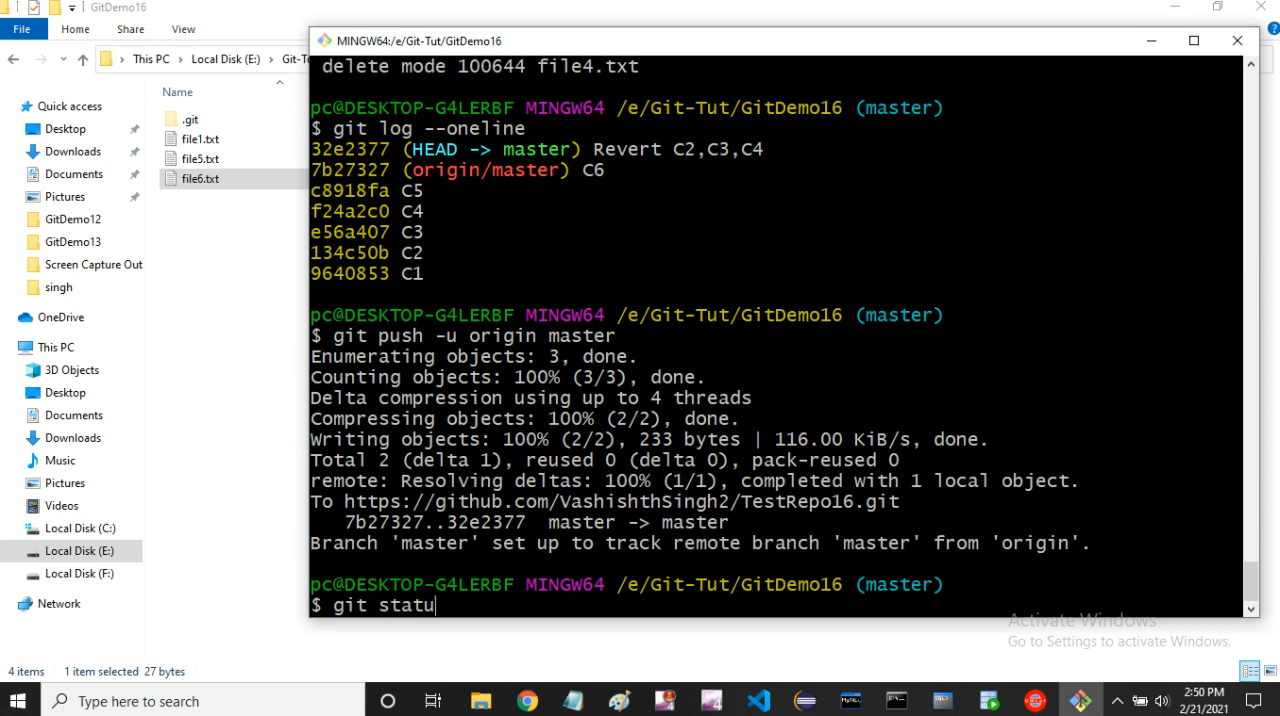 GitDemo16
File
Home
Share
View
This PC
Local Disk (E:)
Git-T
Name
Quick access
Desktop
Downloads
Documents
Pictures
GitDemo12
GitDemo13
Screen Capture Out
singh
OneDrive
This PC
3D Objects
Desktop
Documents
Downloads
Music
Pictures
Videos
Local Disk (C:)
Local Disk (E:)
Local Disk (F:)
Network
.git
file1.txt
file5.txt
file6.txt
MINGW64:/e/Git-Tut/GitDemo16
delete mode 100644 file4.txt
pc@DESKTOP-G4LERBF MINGW64 /e/Git-Tut/GitDemo16 (master)
$ git log --oneline
32e2377 (HEAD -> master) Revert C2,C3,C4
7b27327 (origin/master) C6
c8918fa C5
f24a2c0 C4
e56a407 C3
134c50b C2
9640853 C1
pc@DESKTOP-G4LERBF MINGW64 /e/Git-Tut/GitDemo16 (master)
$ git push -u origin master
Enumerating objects: 3, done.
Counting objects: 100% (3/3), done.
Delta compression using up to 4 threads
Compressing objects: 100% (2/2), done.
Writing objects: 100% (2/2), 233 bytes | 116.00 KiB/s, done.
Total 2 (delta 1), reused 0 (delta 0), pack-reused 0
remote: Resolving deltas: 100% (1/1), completed with 1 local object.
To https://github.com/VashishthSingh2/TestRepo16.git
7b27327..32e2377  master -> master
Branch 'master' set up to track remote branch 'master' from 'origin'.
pc@DESKTOP-G4LERBF MINGW64 /e/Git-Tut/GitDemo16 (master)
$ git statu
Activate Windows
Go to Settings to activate Windows.
4 items
1 item selected 27 bytes
Type here to search
2:50 PM
2/21/2021